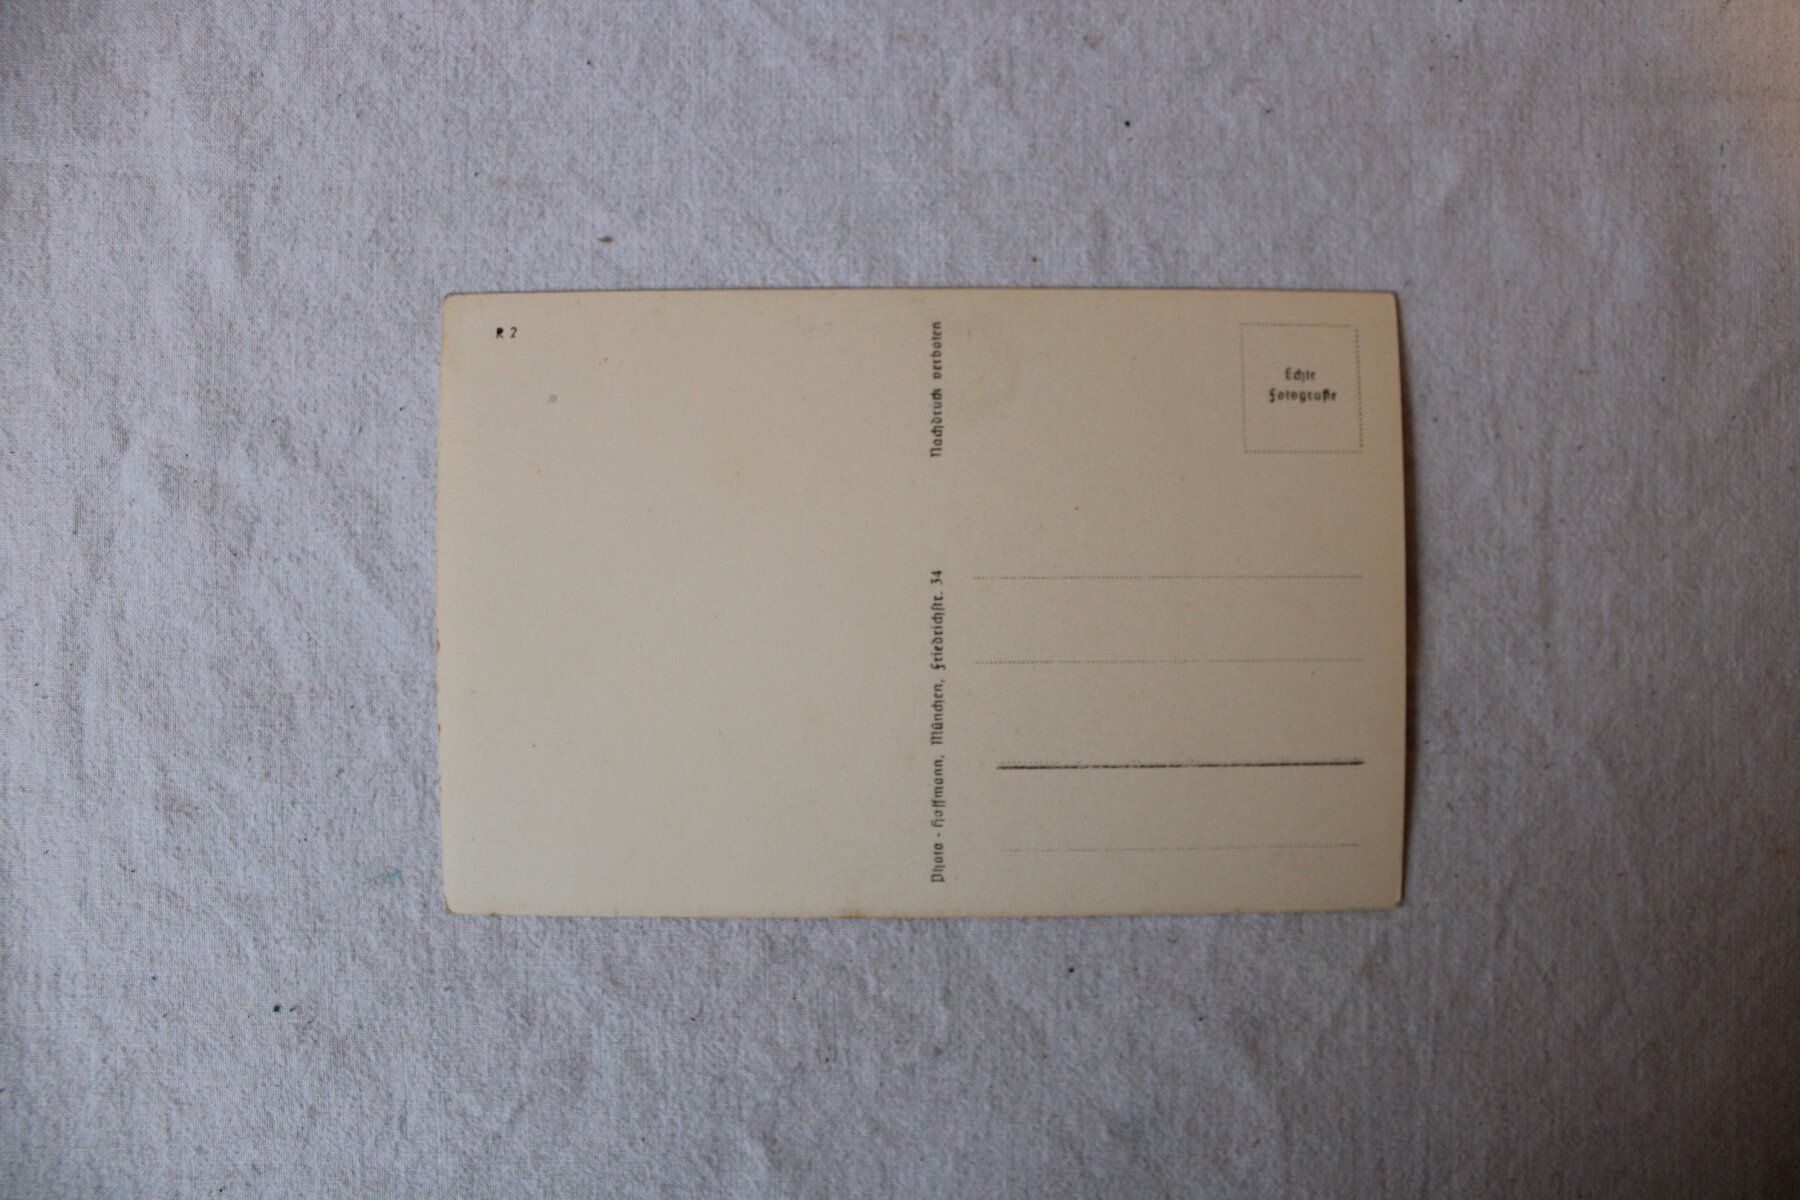 R 2
Nachdruck verboten
Photo - Hoffmann, München, Friedrichstr. 34
Echte
Fotografie